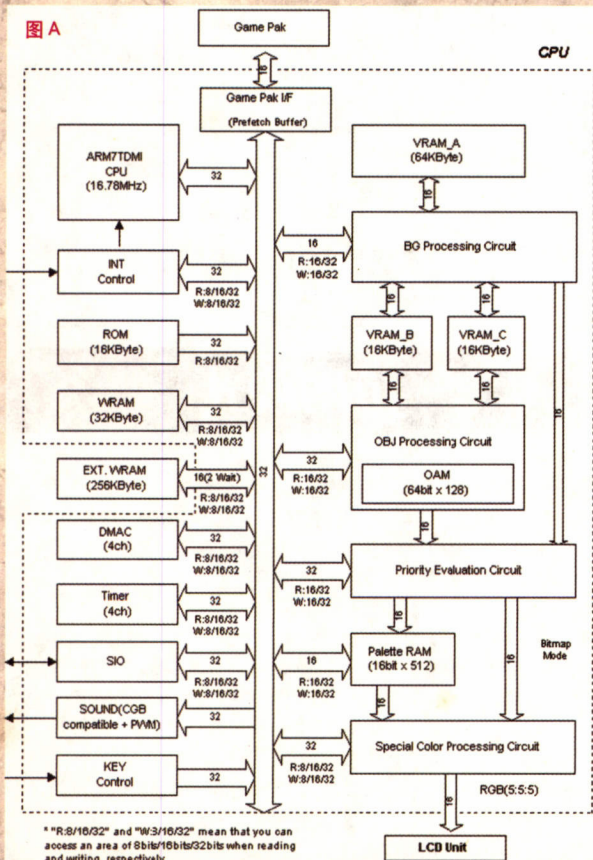 图 A
Game Pak
CPU
16
Game Pak I/F
(Prefetch Buffer)
ARM7TDMI
CPU
(16.78MHz)
32
VRAM_A
(64KByte)
16
BG Processing Circuit
16
R:16/32
W:16/32
INT
Control
32
R:8/16/32
W:8/16/32
16
16
ROM
(16KByte)
32
R:8/16/32
VRAM_B
(16KByte)
VRAM_C
(16KByte)
16
WRAM
(32KByte)
32
R:8/16/32
W:8/16/32
16
16
OBJ Processing Circuit
32
R:16/32
W:16/32
OAM
(64bit x 128)
EXT. WRAM
(256KByte)
16(2 Wait)
R:8/16/32
W:8/16/32
32
DMAC
(4ch)
32
R:8/16/32
W:8/16/32
16
Priority Evaluation Circuit
32
R:16/32
W:16/32
Timer
(4ch)
32
R:8/16/32
W:8/16/32
16
16
Bitmap
Mode
SIO
32
R:8/16/32
W:8/16/32
Palette RAM
(16bit x 512)
16
R:16/32
W:16/32
SOUND(CGB
compatible + PWM)
32
16
Special Color Processing Circuit
32
R:8/16/32
W:8/16/32
KEY
Control
32
RGB(5:5:5)
16
LCD Unit
* "R:8/16/32" and "W:3/16/32" mean that you can
access an area of 8bits/16bits/32bits when reading
and writing, respectively